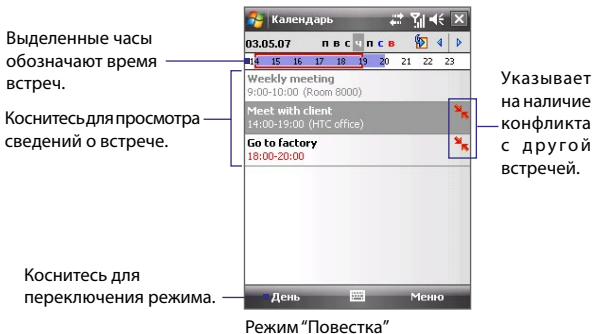 Выделенные часы
обозначают время
встреч.
Коснитесь для просмотра
сведений о встрече.
Коснитесь для
переключения режима.
Календарь
03.05.07 п в с ч п с в
14 15 16 17 18 19 20 21 22 23
Weekly meeting
9:00-10:00 (Room 8000)
Meet with client
14:00-19:00 (HTC office)
Go to factory
18:00-20:00
День Меню
Указывает
на наличие
конфликта
с другой
встречей.
Режим “Повестка”